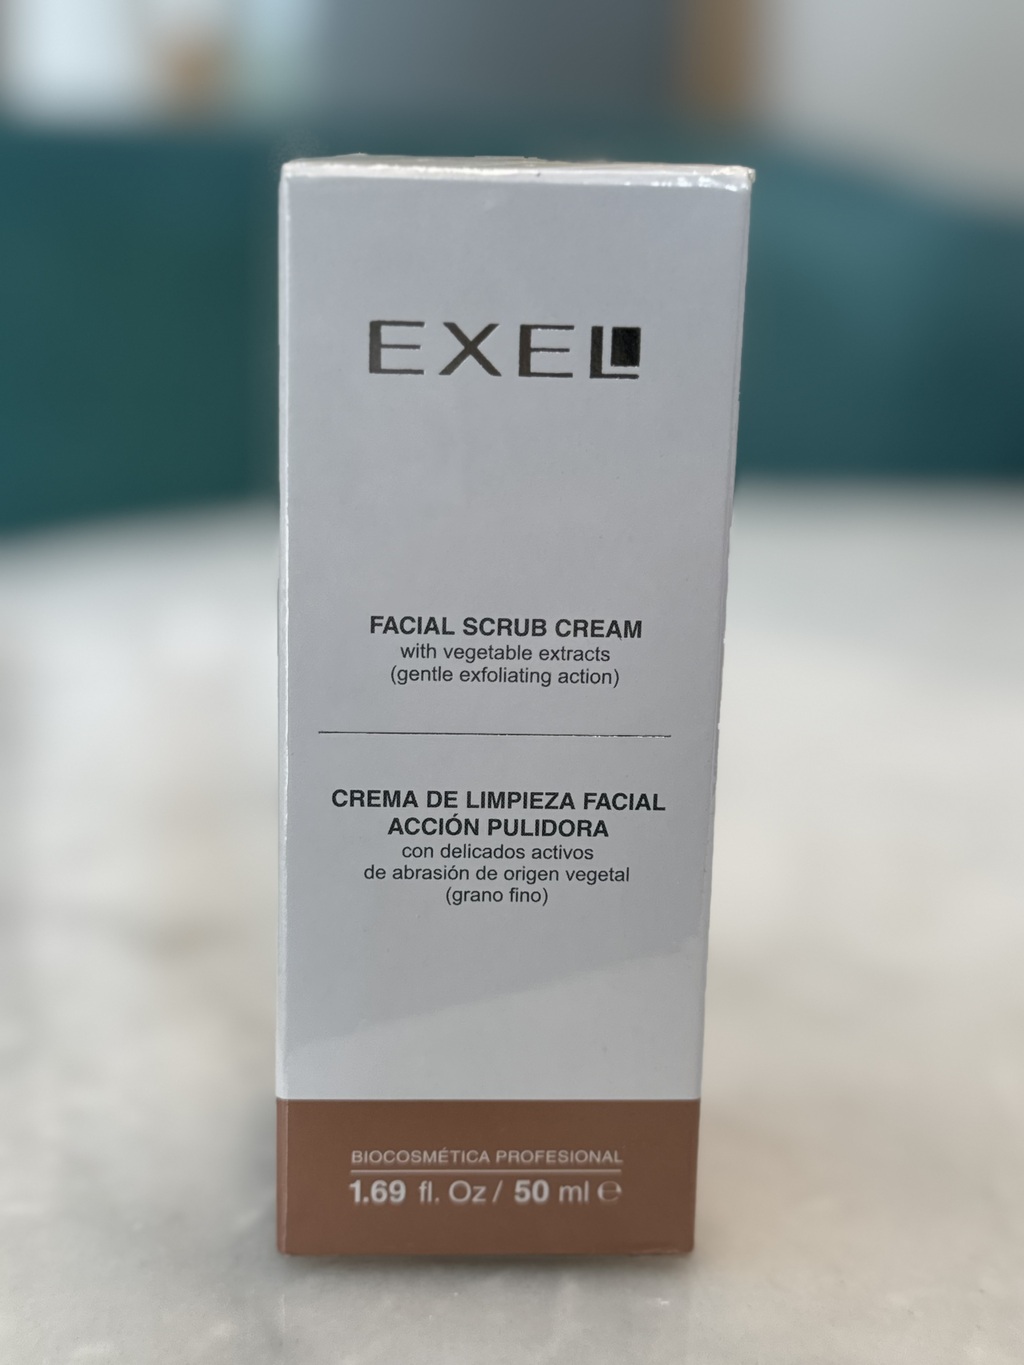 EXEL
FACIAL SCRUB CREAM
with vegetable extracts
(gentle exfoliating action)
CREMA DE LIMPIEZA FACIAL
ACCIÓN PULIDORA
con delicados activos
de abrasión de origen vegetal
(grano fino)
BIOCOSMÉTICA PROFESIONAL
1.69 fl. Oz / 50 ml ℮